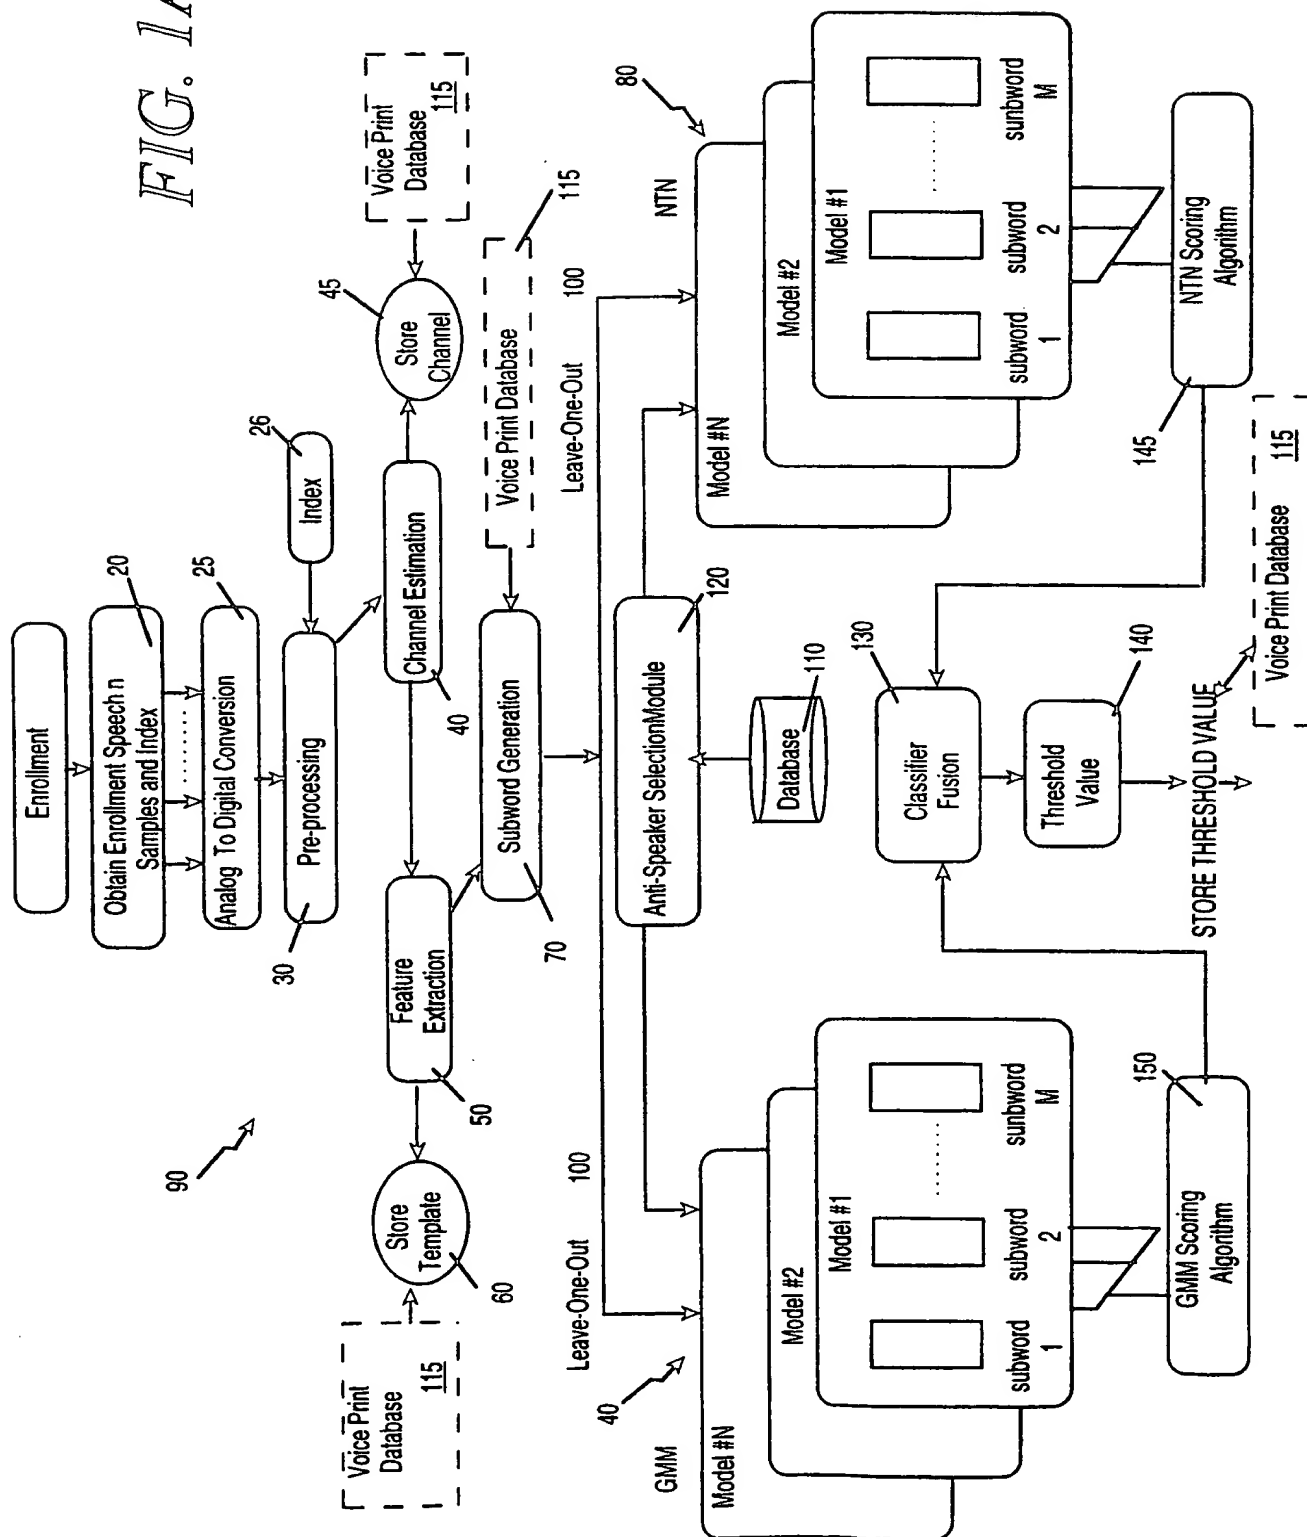 FIG. 1A
Enrollment
Obtain Enrollment Speech n
Samples and Index
20
Analog To Digital Conversion
25
Pre-processing
30
Index
26
Channel Estimation
40
Store
Channel
45
Voice Print
Database
115
Feature
Extraction
50
Store
Template
60
Voice Print
Database
115
90
Subword Generation
70
Voice Print Database
115
Leave-One-Out
100
Leave-One-Out
100
Anti-Speaker SelectionModule
120
Database
110
GMM
40
Model #N
Model #2
Model #1
subword
1
subword
2
sunbword
M
NTN
80
Model #N
Model #2
Model #1
subword
1
subword
2
sunbword
M
Classifier
Fusion
130
Threshold
Value
140
STORE THRESHOLD VALUE
GMM Scoring
Algorithm
150
NTN Scoring
Algorithm
145
Voice Print Database
115